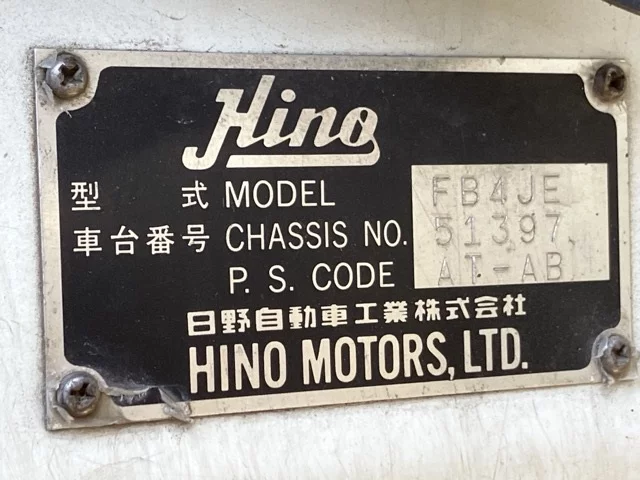 Hino
型 式 MODEL FB4JE
車台番号 CHASSIS NO. 51397
P. S. CODE AT-AB
日野自動車工業株式会社
HINO MOTORS, LTD.